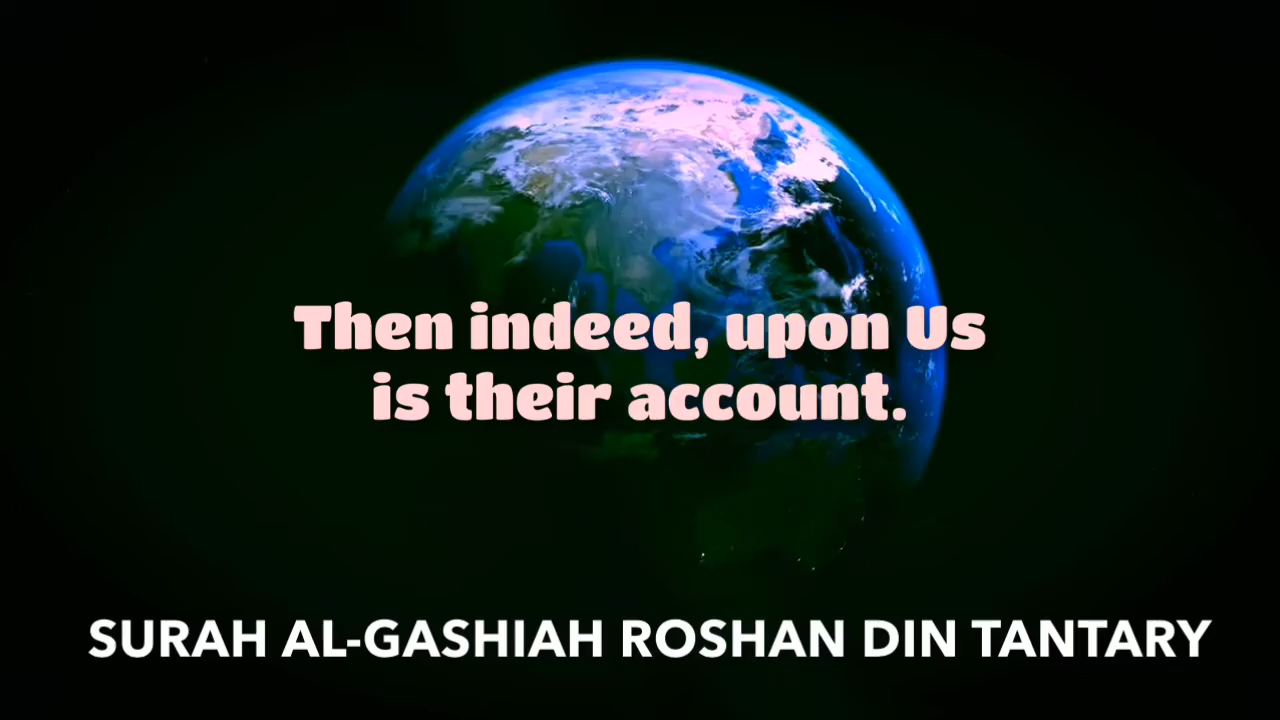 Then indeed, upon Us
is their account.
SURAH AL-GASHIAH ROSHAN DIN TANTARY